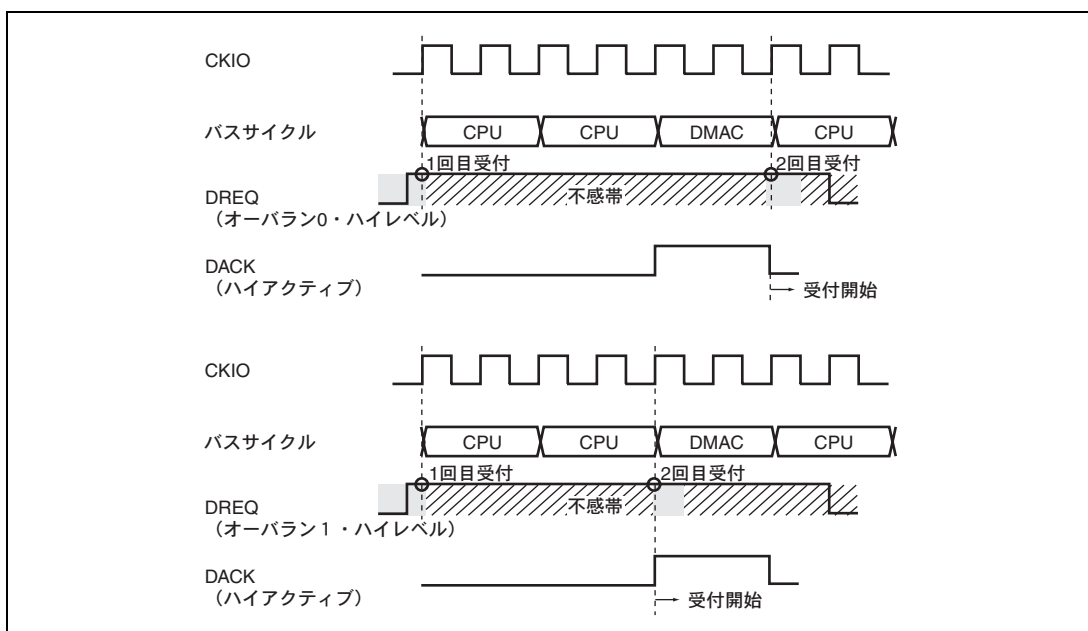 CKIO
バスサイクル
CPU CPU DMAC CPU
1回目受付 2回目受付
DREQ
不感帯
（オーバラン0・ハイレベル）
DACK
（ハイアクティブ）
受付開始
CKIO
バスサイクル
CPU CPU DMAC CPU
1回目受付 2回目受付
DREQ
不感帯
（オーバラン１・ハイレベル）
DACK
（ハイアクティブ）
受付開始